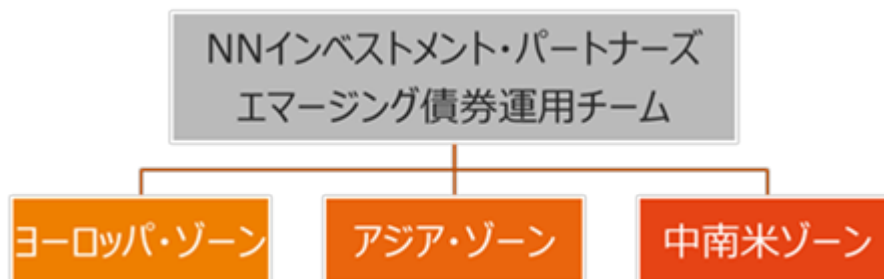 NNインベストメント・パートナーズ
エマージング債券運用チーム
ヨーロッパ・ゾーン
アジア・ゾーン
中南米ゾーン